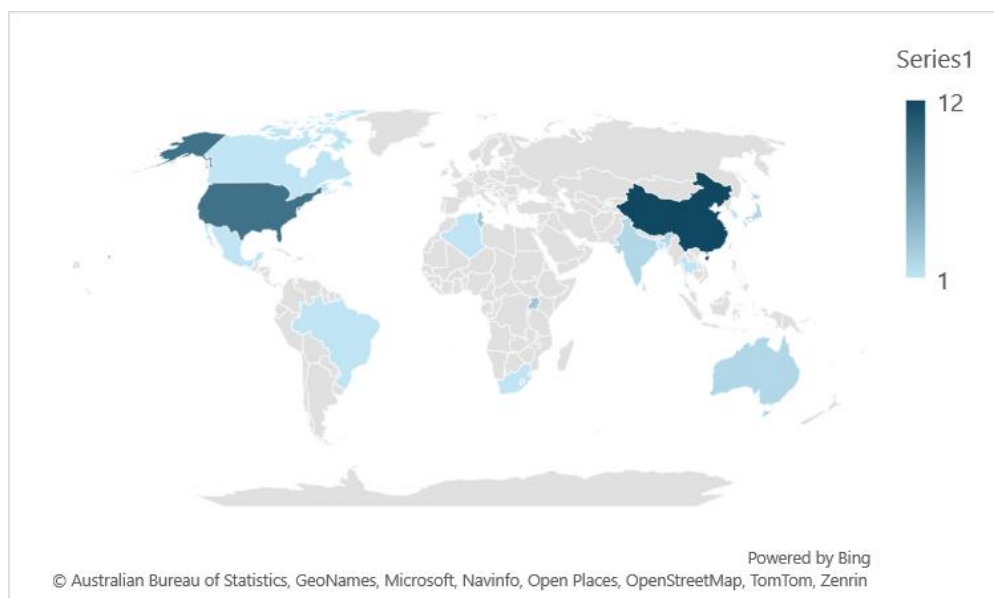 Series1
12
1
Powered by Bing
© Australian Bureau of Statistics, GeoNames, Microsoft, Navinfo, Open Places, OpenStreetMap, TomTom, Zenrin